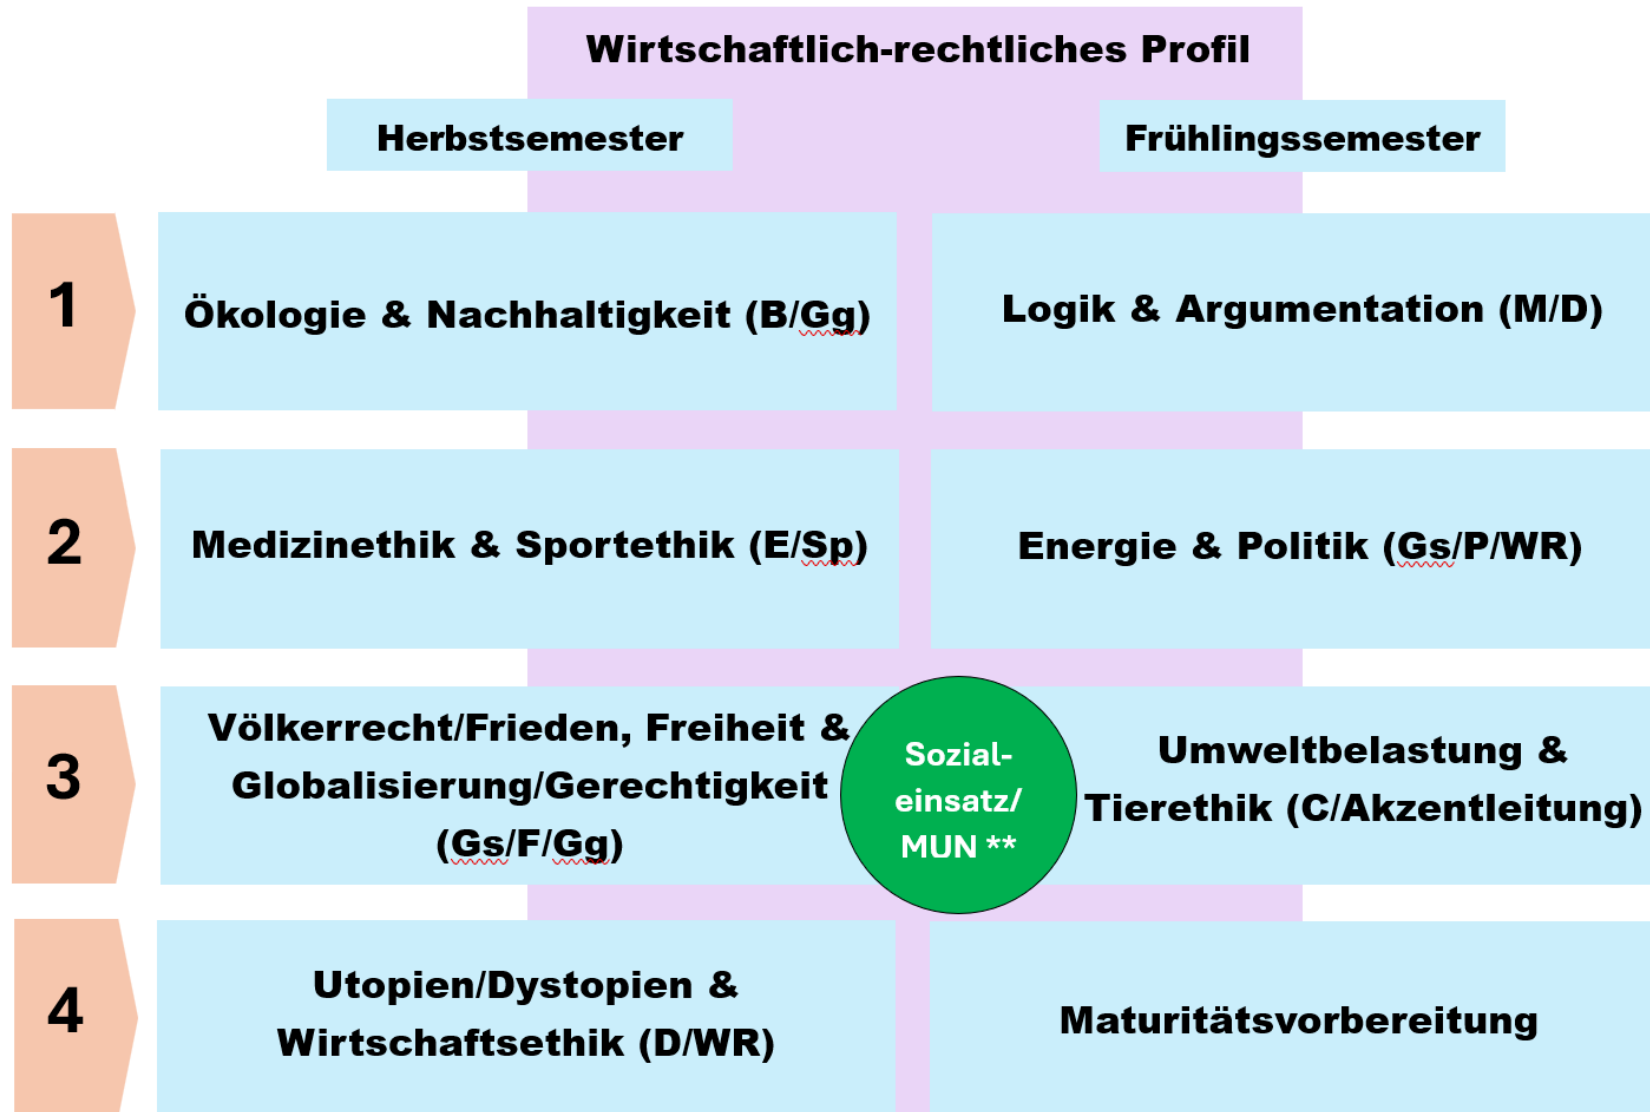 Wirtschaftlich-rechtliches Profil
Herbstsemester
Frühlingssemester
1
Ökologie & Nachhaltigkeit (B/Gg)
Logik & Argumentation (M/D)
2
Medizinethik & Sportethik (E/Sp)
Energie & Politik (Gs/P/WR)
3
Völkerrecht/Frieden, Freiheit &
Globalisierung/Gerechtigkeit
(Gs/F/Gg)
Sozial-
einsatz/
MUN **
Umweltbelastung &
Tierethik (C/Akzentleitung)
4
Utopien/Dystopien &
Wirtschaftsethik (D/WR)
Maturitätsvorbereitung